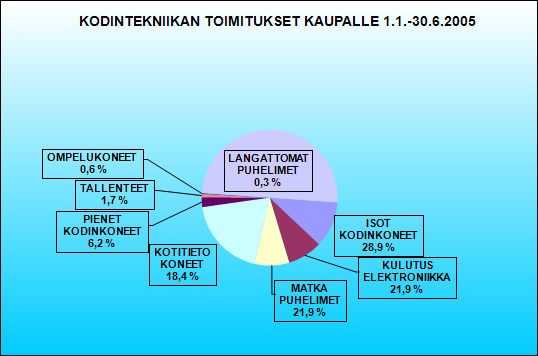 KODINTEKNIIKAN TOIMITUKSET KAUPALLE 1.1.-30.6.2005
OMPELUKONEET
0,6 %
LANGATTOMAT
PUHELIMET
0,3 %
TALLENTEET
1,7 %
PIENET
KODINKONEET
6,2 %
ISOT
KODINKONEET
28,9 %
KOTITIETO
KONEET
18,4 %
KULUTUS
ELEKTRONIIKKA
21,9 %
MATKA
PUHELIMET
21,9 %